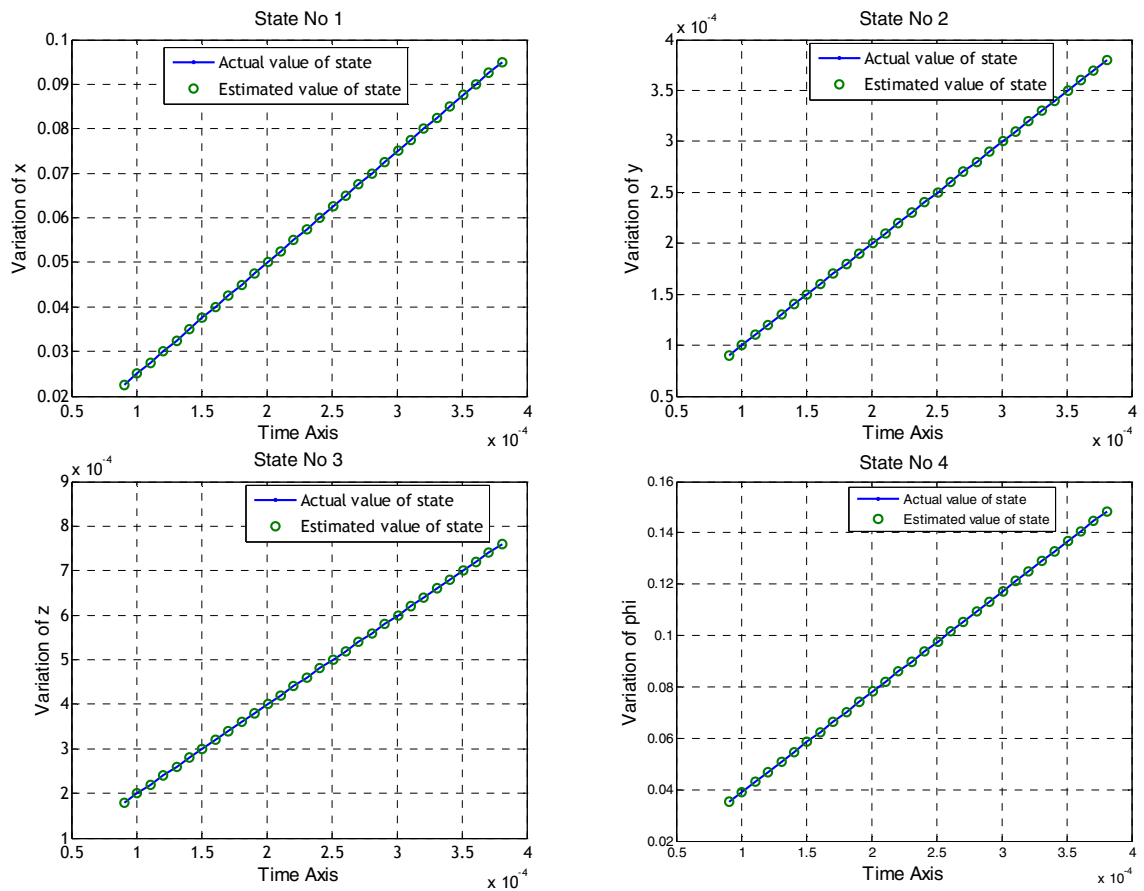 State No 1
Actual value of state
Estimated value of state
0.1
0.09
0.08
0.07
0.06
0.05
0.04
0.03
0.02
Variation of x
0.5 1 1.5 2 2.5 3 3.5 4
Time Axis
x 10-4
State No 2
x 10-4
Actual value of state
Estimated value of state
4
3.5
3
2.5
2
1.5
1
0.5
Variation of y
0.5 1 1.5 2 2.5 3 3.5 4
Time Axis
x 10-4
State No 3
x 10-4
Actual value of state
Estimated value of state
9
8
7
6
5
4
3
2
1
Variation of z
0.5 1 1.5 2 2.5 3 3.5 4
Time Axis
x 10-4
State No 4
Actual value of state
Estimated value of state
0.16
0.14
0.12
0.1
0.08
0.06
0.04
0.02
Variation of phi
0.5 1 1.5 2 2.5 3 3.5 4
Time Axis
x 10-4